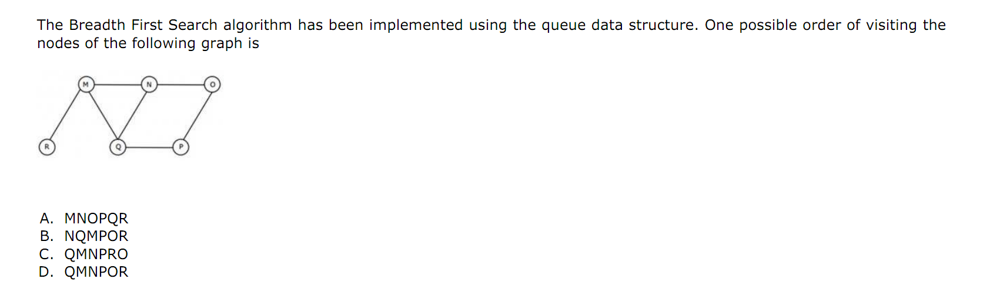 The Breadth First Search algorithm has been implemented using the queue data structure. One possible order of visiting the
nodes of the following graph is
M N O
R Q P
A. MNOPQR
B. NQMPOR
C. QMNPRO
D. QMNPOR